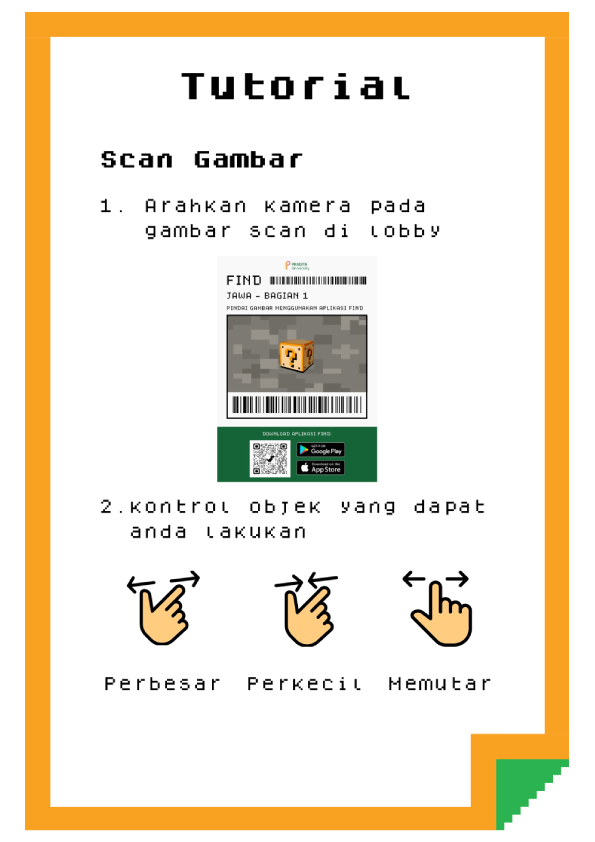 Tutorial
Scan Gambar
1. Arahkan kamera pada
gambar scan di lobby
PRADITA
University
FIND
JAWA - BAGIAN 1
PINDAI GAMBAR MENGGUNAKAN APLIKASI FIND
?
DOWNLOAD APLIKASI FIND
GET IT ON
Google Play
Download on the
App Store
2.Kontrol objek yang dapat
anda lakukan
Perbesar Perkecil Memutar